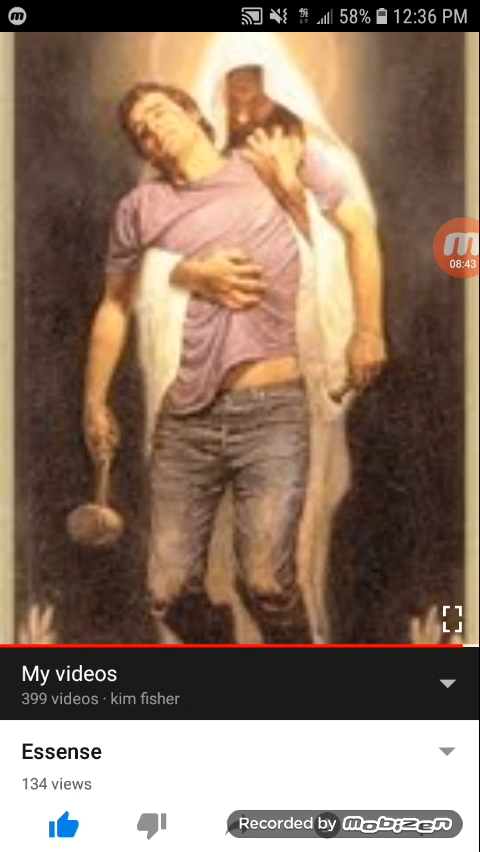 58% 12:36 PM
08:43
My videos
399 videos · kim fisher
Essense
134 views
Recorded by mobizen